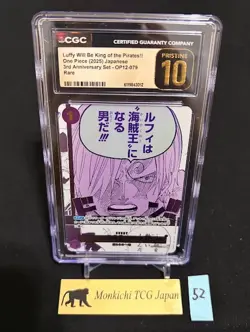 CGC
CERTIFIED GUARANTY COMPANY
Luffy Will Be King of the Pirates!!
One Piece (2025) Japanese
3rd Anniversary Set - OP12-079
Rare
PRISTINE
10
ルフィは
"海賊王"に
なる
男だ!!
EVENT
Monkichi TCG Japan
52